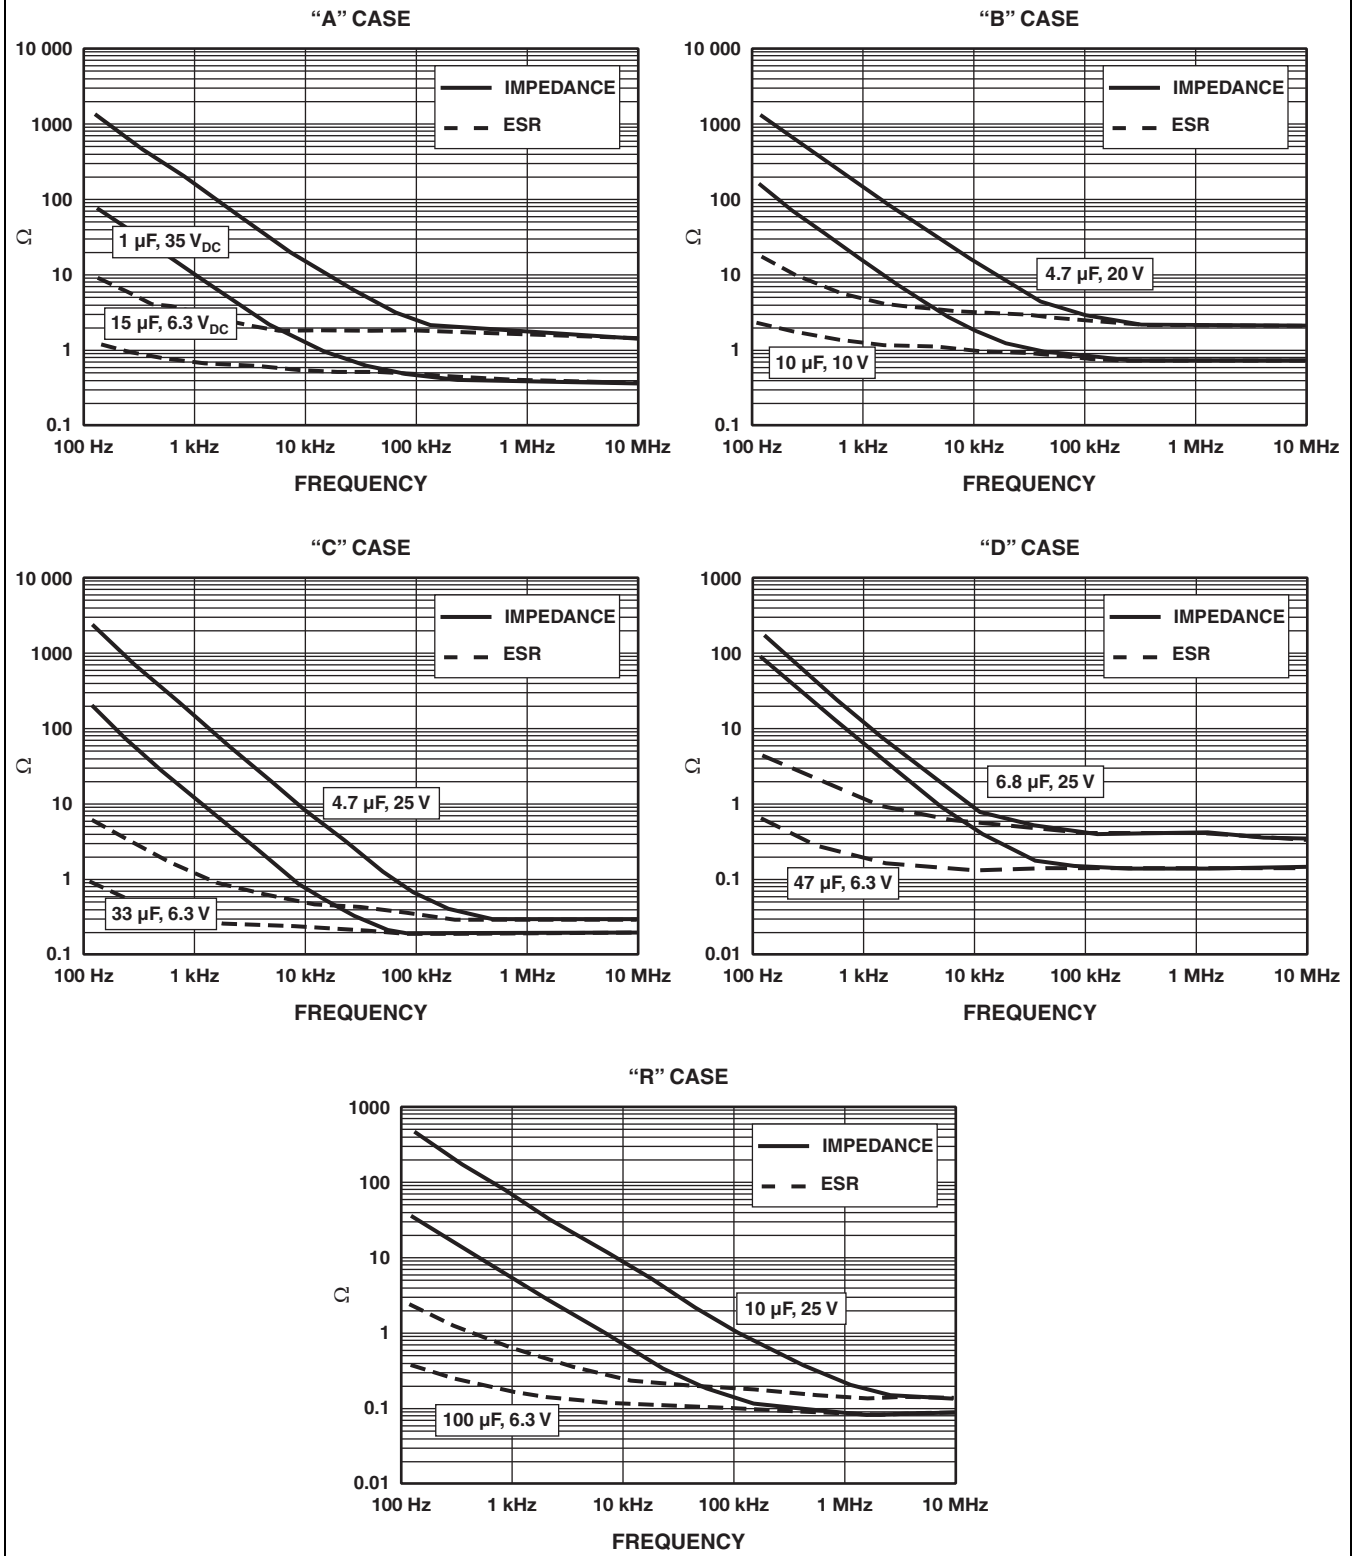 “A” CASE
10 000
1000
100
10
1
0.1
Ω
IMPEDANCE
ESR
1 µF, 35 VDC
15 µF, 6.3 VDC
100 Hz 1 kHz 10 kHz 100 kHz 1 MHz 10 MHz
FREQUENCY
“B” CASE
10 000
1000
100
10
1
0.1
Ω
IMPEDANCE
ESR
4.7 µF, 20 V
10 µF, 10 V
100 Hz 1 kHz 10 kHz 100 kHz 1 MHz 10 MHz
FREQUENCY
“C” CASE
10 000
1000
100
10
1
0.1
Ω
IMPEDANCE
ESR
4.7 µF, 25 V
33 µF, 6.3 V
100 Hz 1 kHz 10 kHz 100 kHz 1 MHz 10 MHz
FREQUENCY
“D” CASE
1000
100
10
1
0.1
0.01
Ω
IMPEDANCE
ESR
6.8 µF, 25 V
47 µF, 6.3 V
100 Hz 1 kHz 10 kHz 100 kHz 1 MHz 10 MHz
FREQUENCY
“R” CASE
1000
100
10
1
0.1
0.01
Ω
IMPEDANCE
ESR
10 µF, 25 V
100 µF, 6.3 V
100 Hz 1 kHz 10 kHz 100 kHz 1 MHz 10 MHz
FREQUENCY